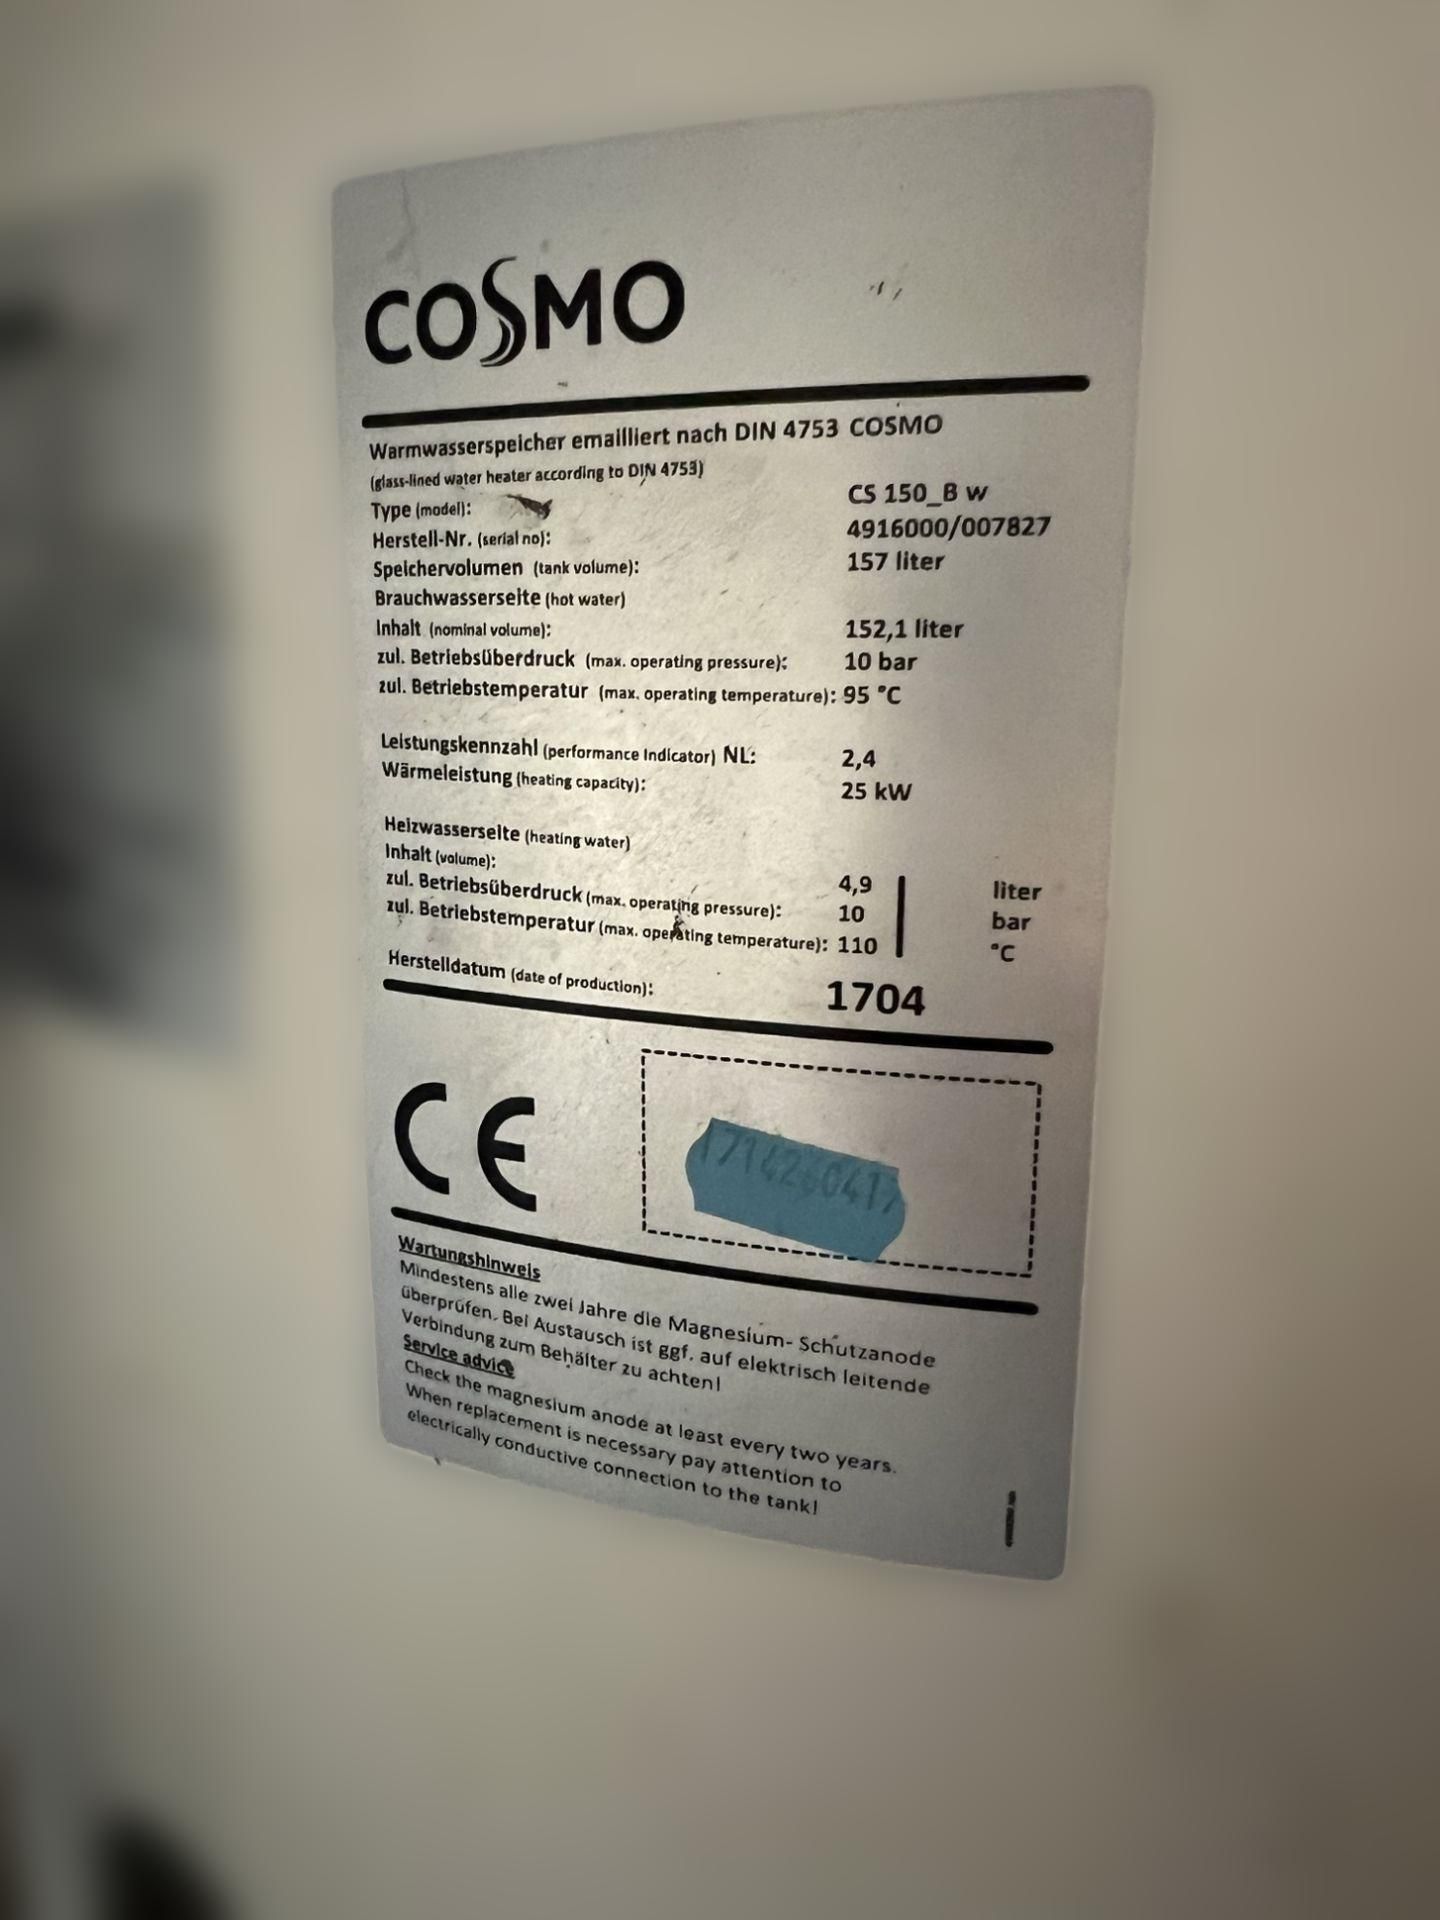 COSMO
Warmwasserspeicher emailliert nach DIN 4753 COSMO
(glass-lined water heater according to DIN 4753)
Type (model): CS 150_B w
Herstell-Nr. (serial no): 4916000/007827
Speichervolumen (tank volume): 157 liter
Brauchwasserseite (hot water)
Inhalt (nominal volume): 152,1 liter
zul. Betriebsüberdruck (max. operating pressure): 10 bar
zul. Betriebstemperatur (max. operating temperature): 95 °C
Leistungskennzahl (performance Indicator) NL: 2,4
Wärmeleistung (heating capacity): 25 kW
Heizwasserseite (heating water)
Inhalt (volume): 4,9 liter
zul. Betriebsüberdruck (max. operating pressure): 10 bar
zul. Betriebstemperatur (max. operating temperature): 110 °C
Herstelldatum (date of production): 1704
CE
Wartungshinweis
Mindestens alle zwei Jahre die Magnesium- Schutzanode
überprüfen. Bei Austausch ist ggf. auf elektrisch leitende
Verbindung zum Behälter zu achten!
Service advice
Check the magnesium anode at least every two years.
When replacement is necessary pay attention to
electrically conductive connection to the tank!